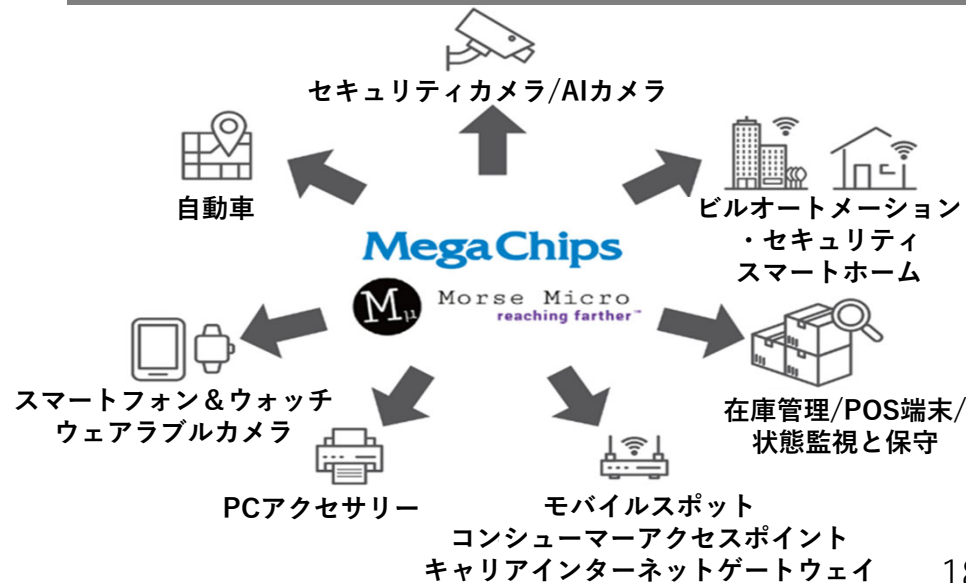 セキュリティカメラ/AIカメラ
自動車
ビルオートメーション
・セキュリティ
スマートホーム
MegaChips
Mμ
Morse Micro
reaching farther™
スマートフォン＆ウォッチ
ウェアラブルカメラ
在庫管理/POS端末/
状態監視と保守
PCアクセサリー
モバイルスポット
コンシューマーアクセスポイント
キャリアインターネットゲートウェイ